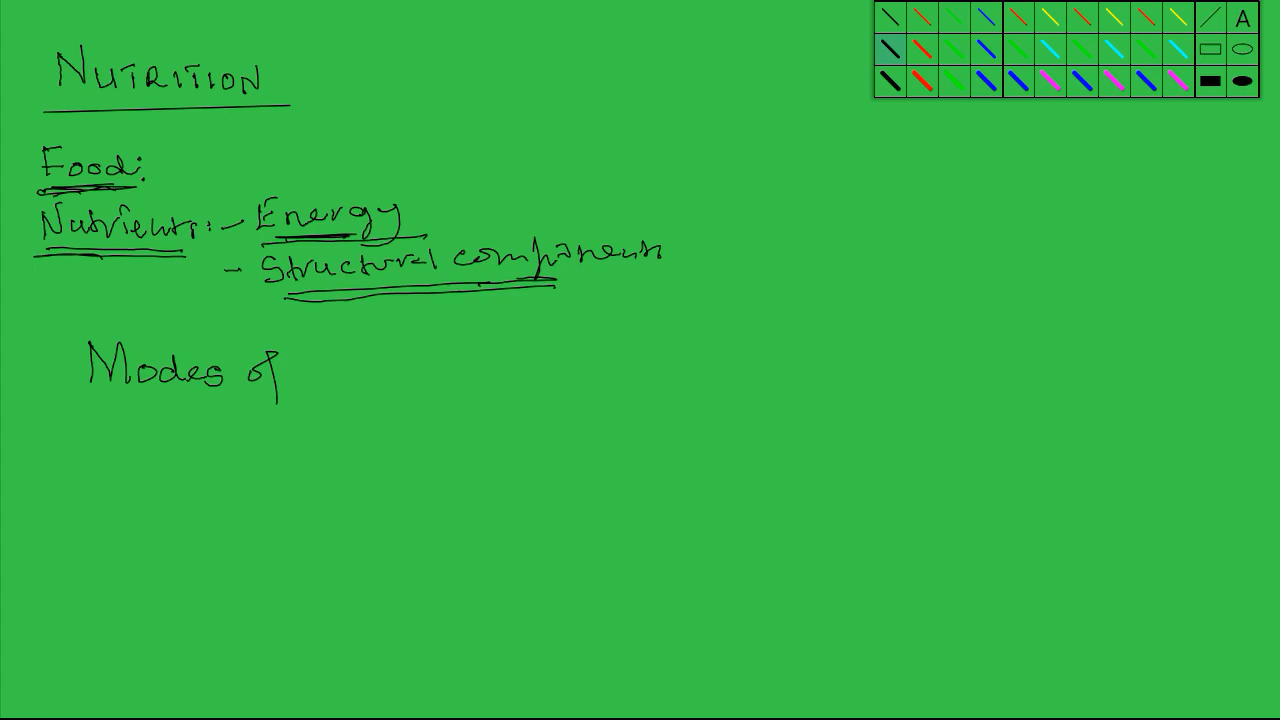 NUTRITION
Food:
Nutrients: - Energy
- Structural components
Modes of
A